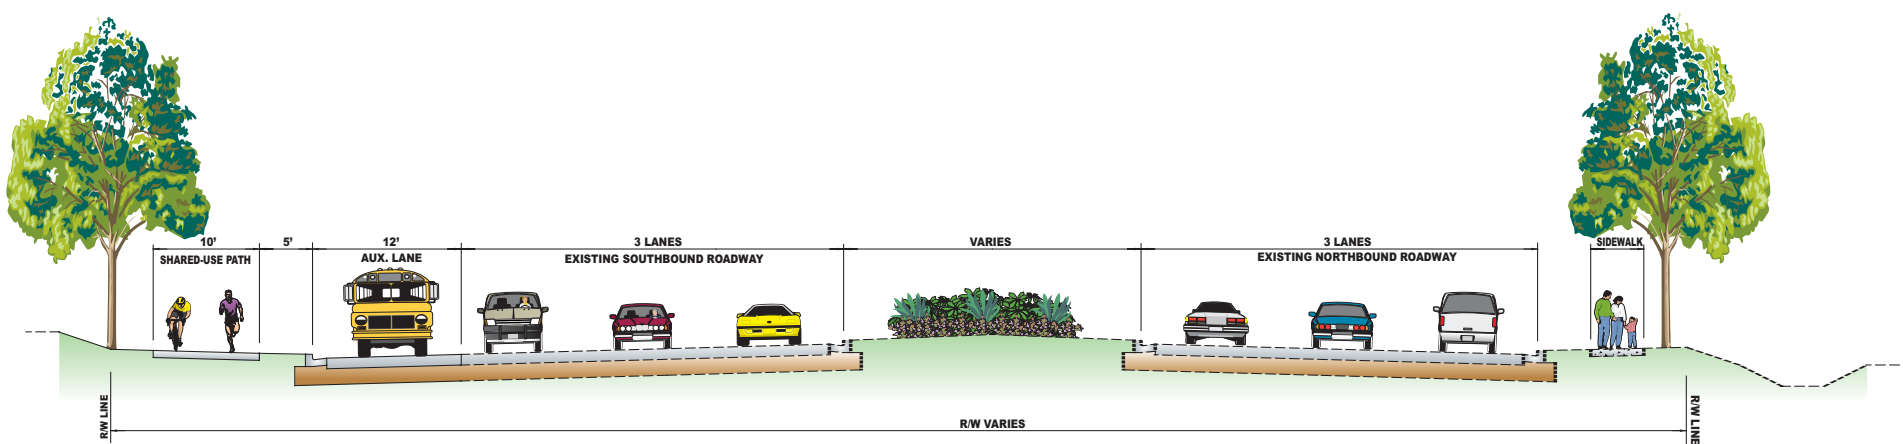 10'
SHARED-USE PATH
5'
12'
AUX. LANE
3 LANES
EXISTING SOUTHBOUND ROADWAY
VARIES
3 LANES
EXISTING NORTHBOUND ROADWAY
SIDEWALK
R/W LINE
R/W VARIES
R/W LINE